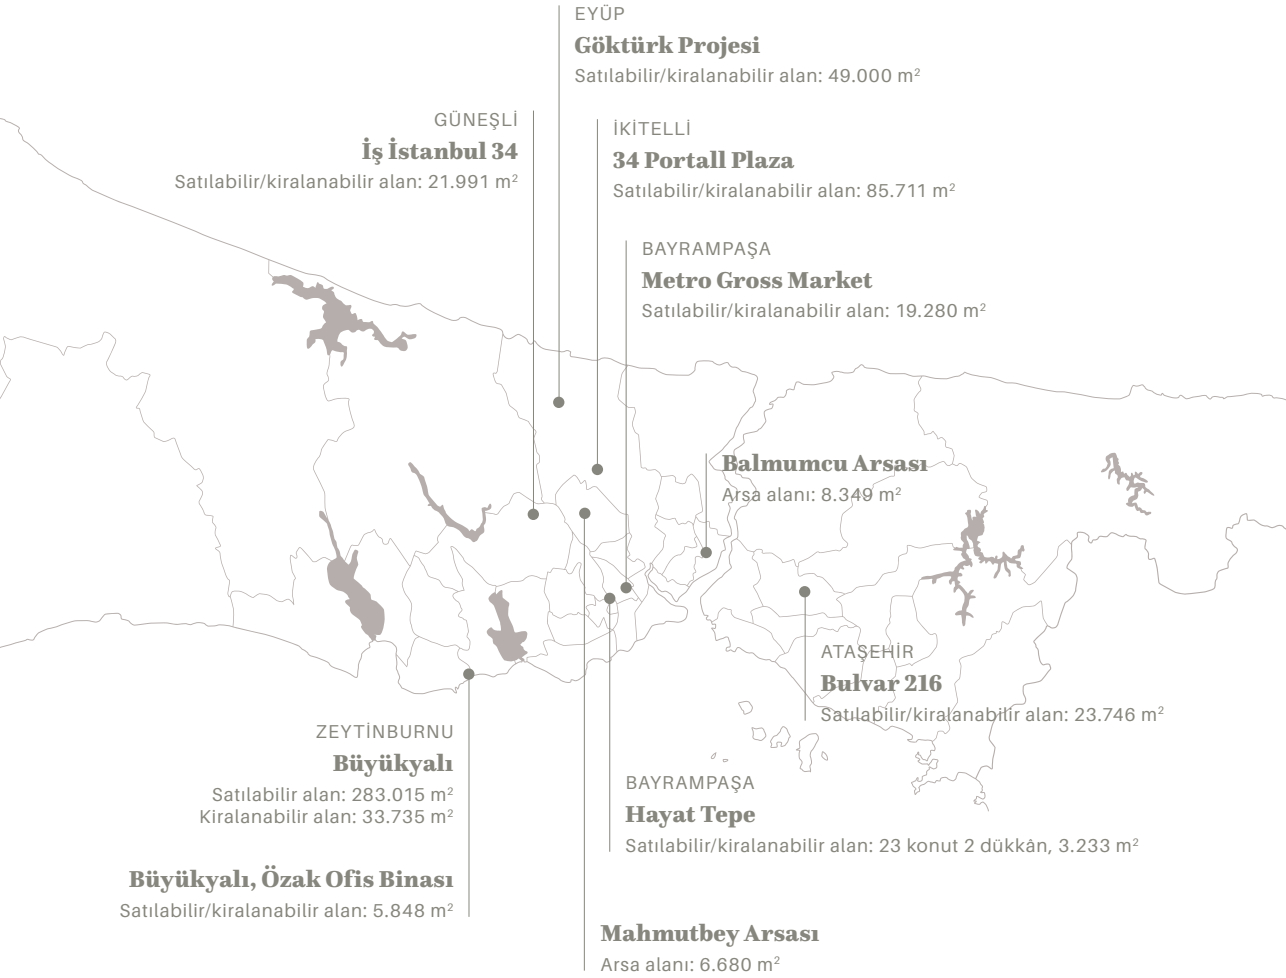 EYÜP
Göktürk Projesi
Satılabilir/kiralanabilir alan: 49.000 m²
GÜNEŞLİ
İş İstanbul 34
Satılabilir/kiralanabilir alan: 21.991 m²
İKİTELLİ
34 Portall Plaza
Satılabilir/kiralanabilir alan: 85.711 m²
BAYRAMPAŞA
Metro Gross Market
Satılabilir/kiralanabilir alan: 19.280 m²
Balmumcu Arsası
Arsa alanı: 8.349 m²
ATAŞEHİR
Bulvar 216
Satılabilir/kiralanabilir alan: 23.746 m²
ZEYTİNBURNU
Büyükyalı
Satılabilir alan: 283.015 m²
Kiralanabilir alan: 33.735 m²
BAYRAMPAŞA
Hayat Tepe
Satılabilir/kiralanabilir alan: 23 konut 2 dükkân, 3.233 m²
Büyükyalı, Özak Ofis Binası
Satılabilir/kiralanabilir alan: 5.848 m²
Mahmutbey Arsası
Arsa alanı: 6.680 m²